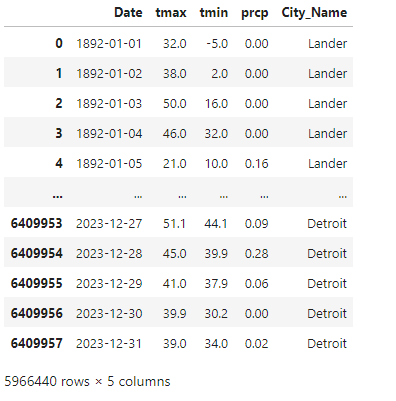 Date tmax tmin prcp City_Name
0 1892-01-01 32.0 -5.0 0.00 Lander
1 1892-01-02 38.0 2.0 0.00 Lander
2 1892-01-03 50.0 16.0 0.00 Lander
3 1892-01-04 46.0 32.0 0.00 Lander
4 1892-01-05 21.0 10.0 0.16 Lander
... ... ... ... ... ...
6409953 2023-12-27 51.1 44.1 0.09 Detroit
6409954 2023-12-28 45.0 39.9 0.28 Detroit
6409955 2023-12-29 41.0 37.9 0.06 Detroit
6409956 2023-12-30 39.9 30.2 0.00 Detroit
6409957 2023-12-31 39.0 34.0 0.02 Detroit
5966440 rows × 5 columns